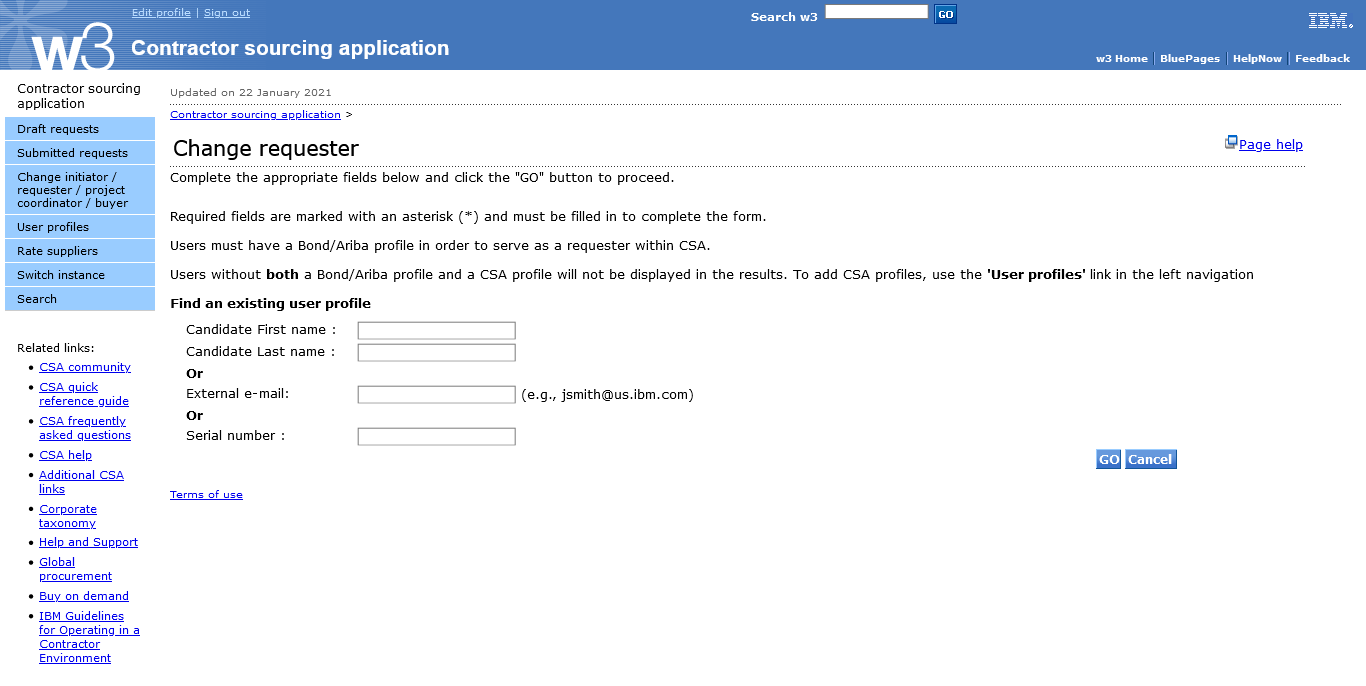 Edit profile | Sign out
Search w3 GO
IBM.
w3 Contractor sourcing application
w3 Home | BluePages | HelpNow | Feedback
Contractor sourcing
application
Draft requests
Submitted requests
Change initiator /
requester / project
coordinator / buyer
User profiles
Rate suppliers
Switch instance
Search
Related links:
CSA community
CSA quick
reference guide
CSA frequently
asked questions
CSA help
Additional CSA
links
Corporate
taxonomy
Help and Support
Global
procurement
Buy on demand
IBM Guidelines
for Operating in a
Contractor
Environment
Updated on 22 January 2021
Contractor sourcing application >
Change requester
Page help
Complete the appropriate fields below and click the "GO" button to proceed.
Required fields are marked with an asterisk (*) and must be filled in to complete the form.
Users must have a Bond/Ariba profile in order to serve as a requester within CSA.
Users without both a Bond/Ariba profile and a CSA profile will not be displayed in the results. To add CSA profiles, use the 'User profiles' link in the left navigation
Find an existing user profile
Candidate First name :
Candidate Last name :
Or
External e-mail: (e.g., jsmith@us.ibm.com)
Or
Serial number :
GO Cancel
Terms of use